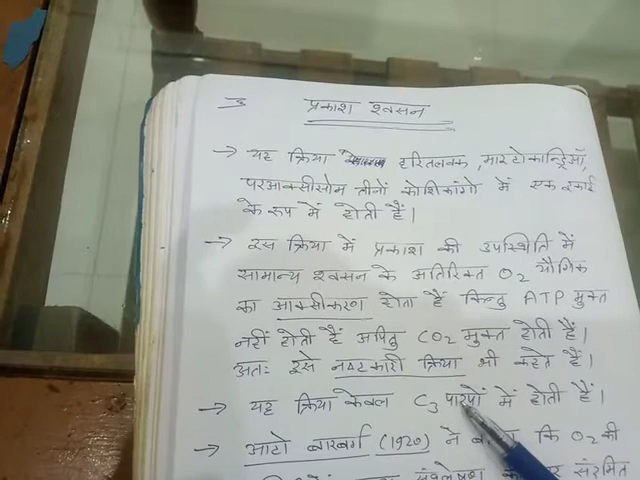 3 प्रकाश श्वसन
→ यह क्रिया हरितलवक, माइटोकान्ड्रिआँ,
परआक्सीसोम तीनों कोशिकांगो में एक इकाई
के रूप में होती हैं।
→ इस क्रिया में प्रकाश की उपस्थिति में
सामान्य श्वसन के अतिरिक्त O2 यौगिक
का आक्सीकरण होता हैं किन्तु ATP मुक्त
नहीं होती हैं अपितु CO2 मुक्त होती हैं।
अतः इसे नष्टकारी क्रिया भी कहते हैं।
→ यह क्रिया केवल C3 पादपों में होती हैं।
→ आटो वारबर्ग (1920) ने कि O2 की